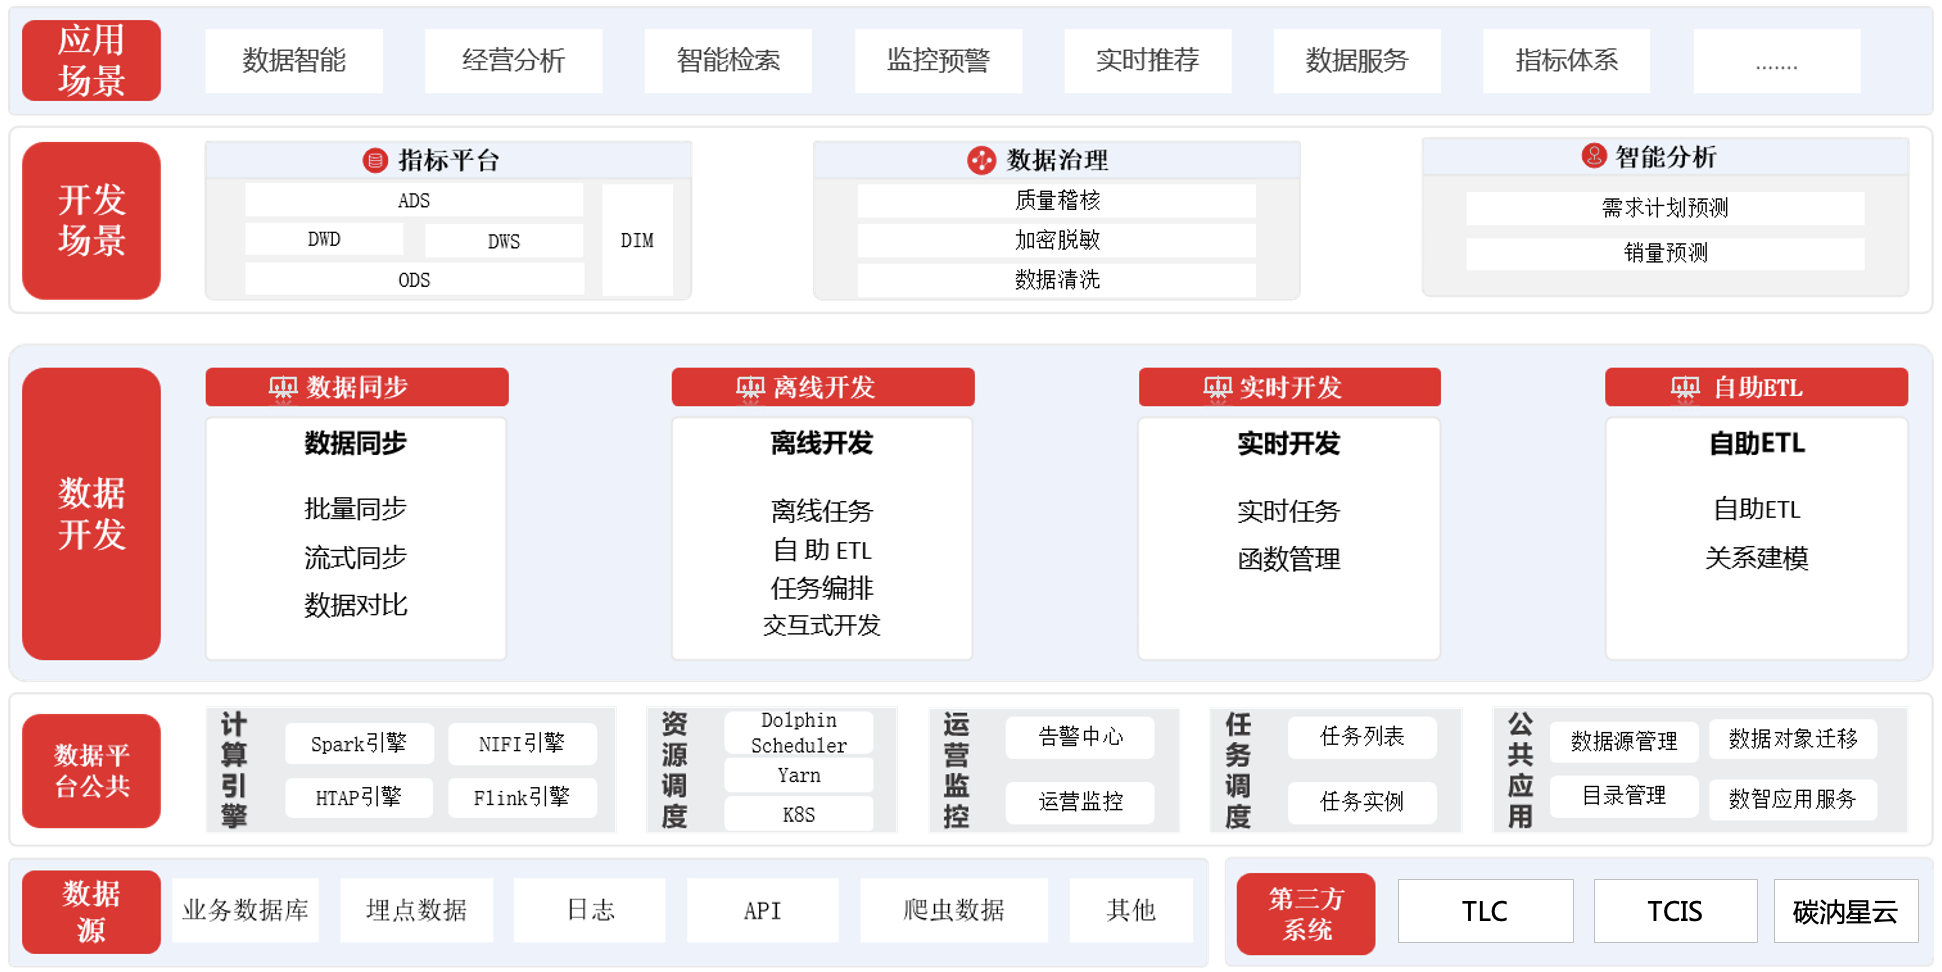 应用
场景
数据智能
经营分析
智能检索
监控预警
实时推荐
数据服务
指标体系
.......
开发
场景
指标平台
ADS
DWD
DWS
ODS
DIM
数据治理
质量稽核
加密脱敏
数据清洗
智能分析
需求计划预测
销量预测
数据
开发
数据同步
数据同步
批量同步
流式同步
数据对比
离线开发
离线开发
离线任务
自 助 ETL
任务编排
交互式开发
实时开发
实时开发
实时任务
函数管理
自助ETL
自助ETL
自助ETL
关系建模
数据平
台公共
计
算
引
擎
Spark引擎
NIFI引擎
HTAP引擎
Flink引擎
资
源
调
度
Dolphin
Scheduler
Yarn
K8S
运
营
监
控
告警中心
运营监控
任
务
调
度
任务列表
任务实例
公
共
应
用
数据源管理
数据对象迁移
目录管理
数智应用服务
数据
源
业务数据库
埋点数据
日志
API
爬虫数据
其他
第三方
系统
TLC
TCIS
碳汭星云